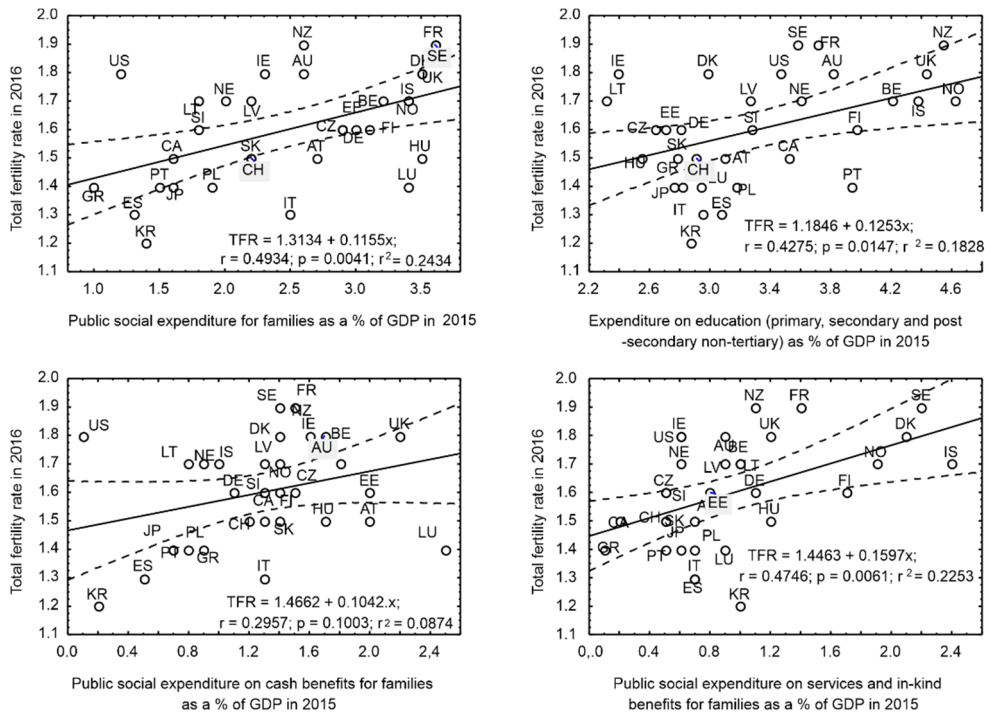 Total fertility rate in 2016
2.0
1.9
1.8
1.7
1.6
1.5
1.4
1.3
1.2
1.1
NZ
FR
SE
US
IE
AU
UK
NE
LV
LT
SI
BE
IS
NO
CZ
DE
FI
CA
SK
CH
AT
HU
PT
JP
PL
LU
GR
ES
IT
KR
TFR = 1.3134 + 0.1155x;
r = 0.4934; p = 0.0041; r2 = 0.2434
1.0 1.5 2.0 2.5 3.0 3.5
Public social expenditure for families as a % of GDP in 2015
Total fertility rate in 2016
2.0
1.9
1.8
1.7
1.6
1.5
1.4
1.3
1.2
1.1
SE
FR
NZ
IE
DK
US
AU
UK
LT
LV
NE
BE
IS
NO
CZ
EE
DE
FI
HU
GR
CH
AT
CA
JP
LU
PL
PT
IT
ES
KR
TFR = 1.1846 + 0.1253x;
r = 0.4275; p = 0.0147; r2 = 0.1828
2.2 2.6 3.0 3.4 3.8 4.2 4.6
Expenditure on education (primary, secondary and post
-secondary non-tertiary) as % of GDP in 2015
Total fertility rate in 2016
2.0
1.9
1.8
1.7
1.6
1.5
1.4
1.3
1.2
1.1
SE
FR
NZ
US
DK
IE
AU
BE
UK
LT
NE
IS
LV
NO
CZ
DE
SI
CA
FI
EE
CH
SK
HU
AT
JP
PT
PL
GR
LU
ES
IT
KR
TFR = 1.4662 + 0.1042.x;
r = 0.2957; p = 0.1003; r2 = 0.0874
0.0 0.4 0.8 1.2 1.6 2.0 2,4
Public social expenditure on cash benefits for families
as a % of GDP in 2015
Total fertility rate in 2016
2.0
1.9
1.8
1.7
1.6
1.5
1.4
1.3
1.2
1.1
NZ
FR
SE
US
IE
AU
UK
DK
NE
BE
LV
LT
NO
IS
CZ
SI
EE
DE
FI
CA
CH
SK
HU
GR
PT
JP
PL
LU
IT
ES
KR
TFR = 1.4463 + 0.1597x;
r = 0.4746; p = 0.0061; r2 = 0.2253
0,.0 0.4 0.8 1.2 1.6 2.0 2.4
Public social expenditure on services and in-kind
benefits for families as a % of GDP in 2015